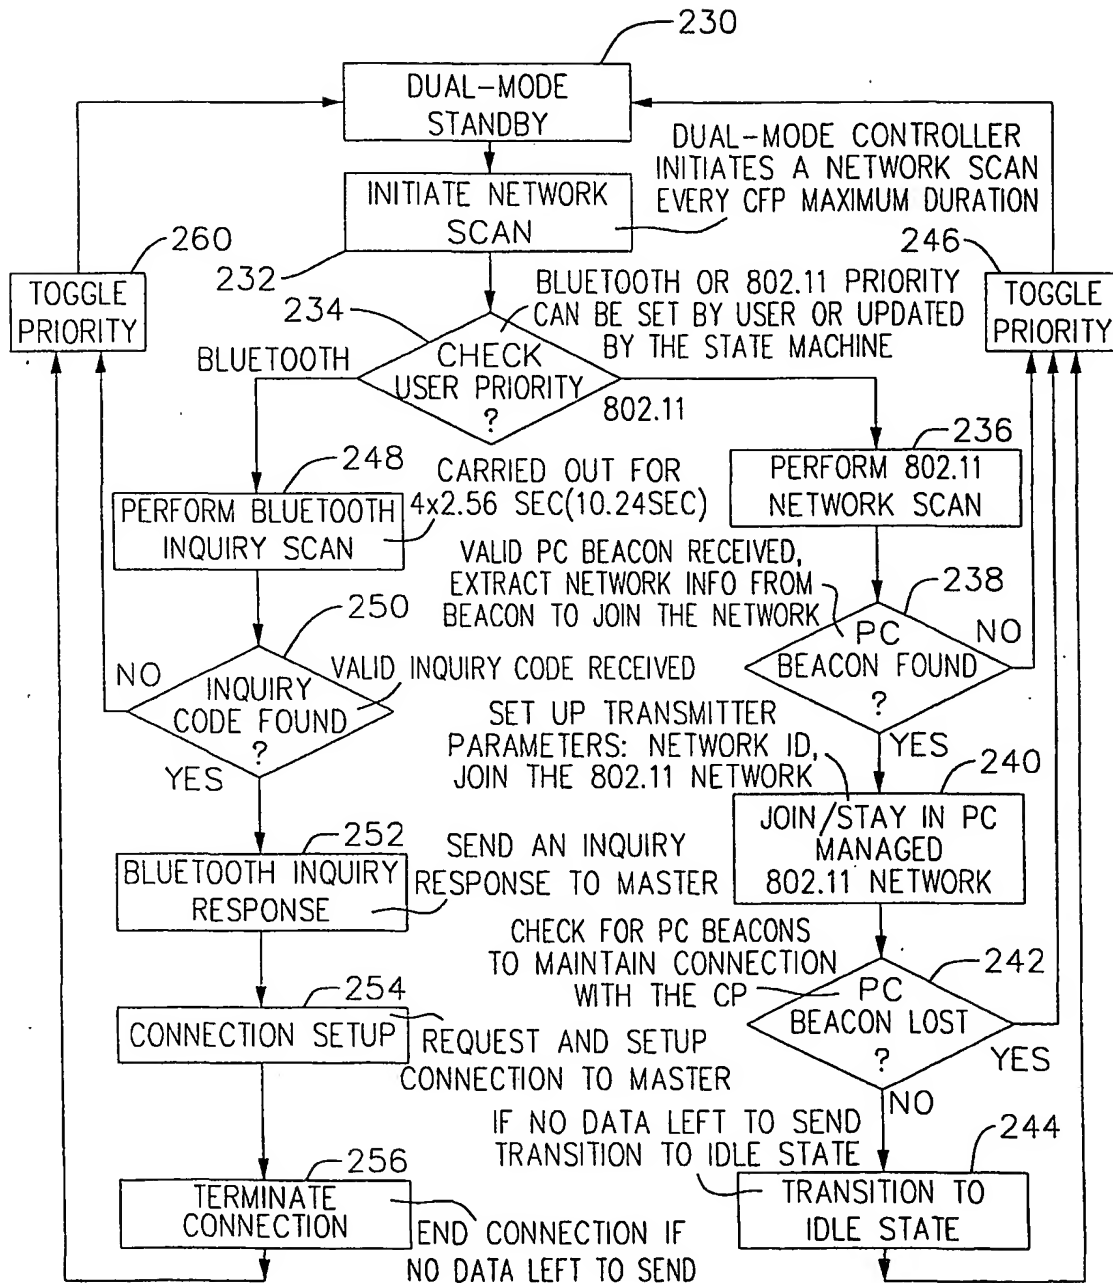 230
DUAL-MODE
STANDBY
DUAL-MODE CONTROLLER
INITIATES A NETWORK SCAN
EVERY CFP MAXIMUM DURATION
INITIATE NETWORK
SCAN
232
260
TOGGLE
PRIORITY
246
TOGGLE
PRIORITY
234
BLUETOOTH OR 802.11 PRIORITY
CAN BE SET BY USER OR UPDATED
BY THE STATE MACHINE
BLUETOOTH
CHECK
USER PRIORITY
?
802.11
248
CARRIED OUT FOR
4x2.56 SEC(10.24SEC)
PERFORM BLUETOOTH
INQUIRY SCAN
236
PERFORM 802.11
NETWORK SCAN
VALID PC BEACON RECEIVED,
EXTRACT NETWORK INFO FROM
BEACON TO JOIN THE NETWORK
238
PC
BEACON FOUND
?
NO
YES
250
NO
INQUIRY
CODE FOUND
?
VALID INQUIRY CODE RECEIVED
YES
SET UP TRANSMITTER
PARAMETERS: NETWORK ID,
JOIN THE 802.11 NETWORK
240
JOIN/STAY IN PC
MANAGED
802.11 NETWORK
252
BLUETOOTH INQUIRY
RESPONSE
SEND AN INQUIRY
RESPONSE TO MASTER
CHECK FOR PC BEACONS
TO MAINTAIN CONNECTION
WITH THE CP
242
PC
BEACON LOST
?
YES
NO
254
CONNECTION SETUP
REQUEST AND SETUP
CONNECTION TO MASTER
IF NO DATA LEFT TO SEND
TRANSITION TO IDLE STATE
244
TRANSITION TO
IDLE STATE
256
TERMINATE
CONNECTION
END CONNECTION IF
NO DATA LEFT TO SEND